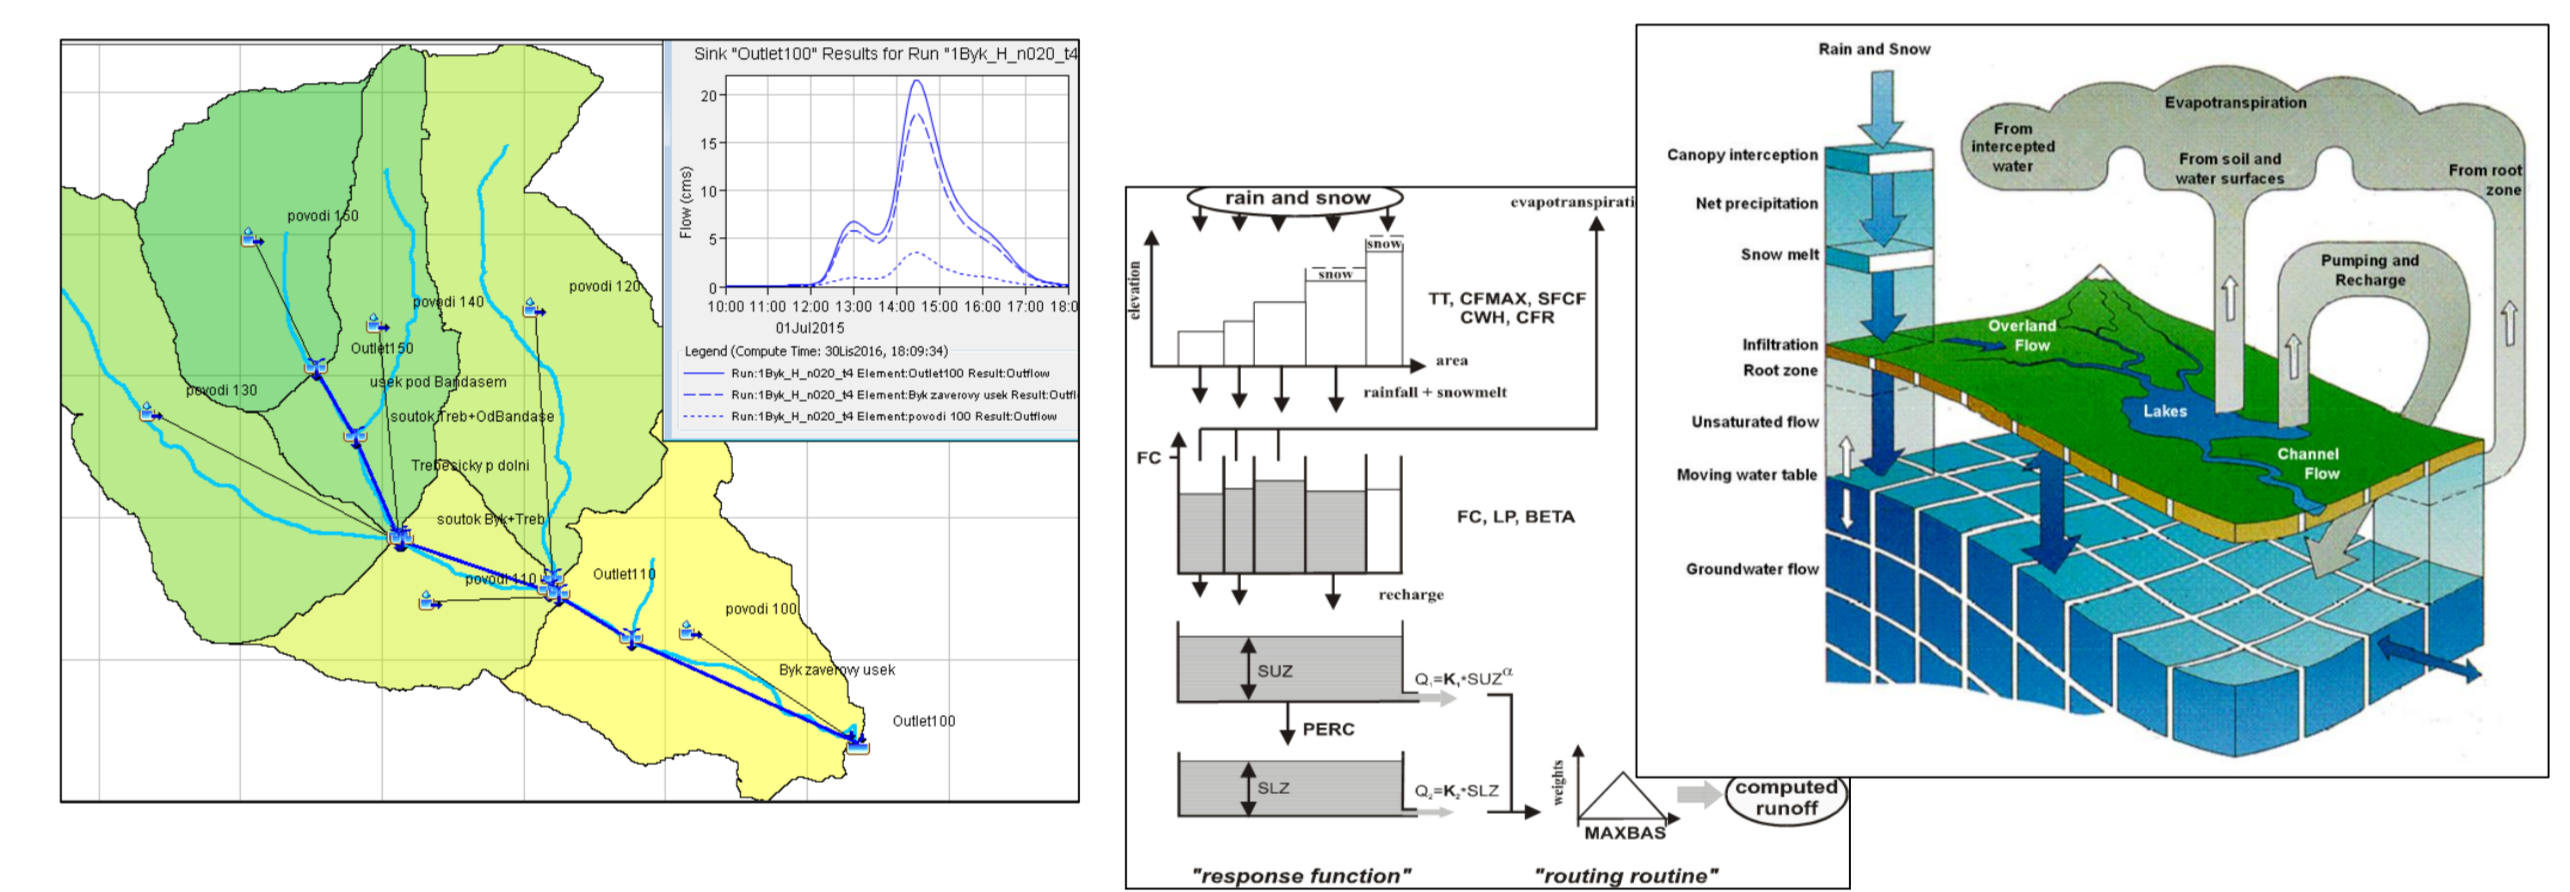 Sink "Outlet100" Results for Run "1Byk_H_n020_t4
Flow (cms)
20
15
10
5
0
10:00 11:00 12:00 13:00 14:00 15:00 16:00 17:00 18:0
01Jul2015
Legend (Compute Time: 30Lis2016, 18:09:34)
Run:1Byk_H_n020_t4 Element:Outlet100 Result:Outflow
Run:1Byk_H_n020_t4 Element:Byk zaverovy usek Result:Outfl
Run:1Byk_H_n020_t4 Element:povodi 100 Result:Outflow
povodi 150
povodi 140
povodi 120
Outlet150
usek pod Bandasem
povodi 130
soutok Treb+OdBandase
Trebesicky p dolni
soutok Byk+Treb
povodi 110
Outlet110
povodi 100
Byk zaverovy usek
Outlet100
rain and snow
evapotranspirati
elevation
snow
snow
TT, CFMAX, SFCF
CWH, CFR
area
rainfall + snowmelt
FC
FC, LP, BETA
recharge
SUZ
Q₁=K₁*SUZ^α
PERC
SLZ
Q₂=K₂*SLZ
weights
MAXBAS
computed
runoff
"response function"
"routing routine"
Rain and Snow
Canopy interception
Net precipitation
Snow melt
Infiltration
Root zone
Unsaturated flow
Moving water table
Groundwater flow
Evapotranspiration
From
intercepted
water
From soil and
water surfaces
From root
zone
Pumping and
Recharge
Overland
Flow
Lakes
Channel
Flow